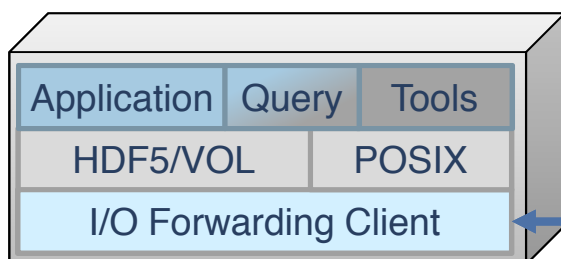 Application Query Tools
HDF5/VOL POSIX
I/O Forwarding Client